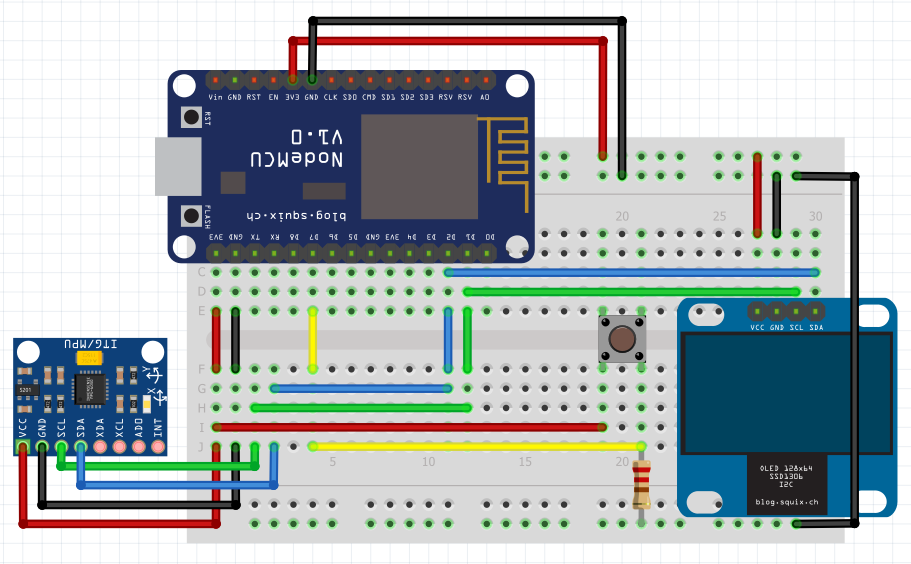 Vin GND RST EN 3V3 GND CLK SD0 CMD SD1 SD2 SD3 RSV RSV A0
RST
V1.0
NodeMCU
FLASH
blog.squix.ch
3V3 GND TX RX D8 D7 D6 D5 GND 3V3 D4 D3 D2 D1 D0
20 25 30
C
D
E
F
G
H
I
J
5 10 15 20
ITG/MPU
5201
Y
X
VCC GND SCL SDA XDA XCL AD0 INT
VCC GND SCL SDA
OLED 128x64
SSD1306
I2C
blog.squix.ch